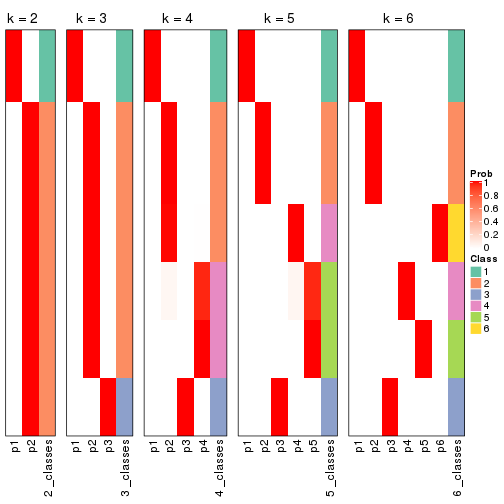 k = 2
k = 3
k = 4
k = 5
k = 6
Prob
1
0.8
0.6
0.4
0.2
0
Class
1
2
3
4
5
6
p1
p2
2_classes
p1
p2
p3
3_classes
p1
p2
p3
p4
4_classes
p1
p2
p3
p4
p5
5_classes
p1
p2
p3
p4
p5
p6
6_classes